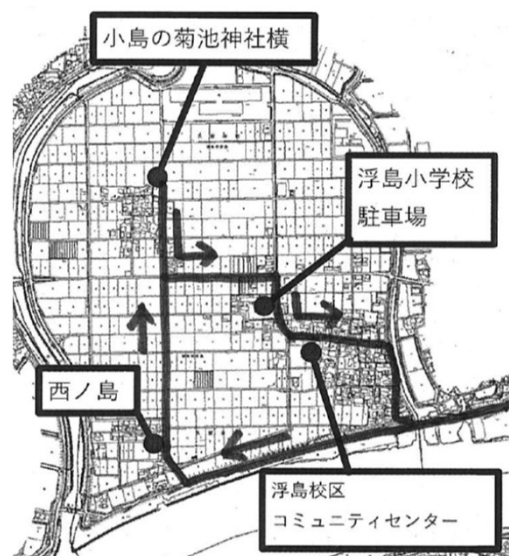 小島の菊池神社横
浮島小学校
駐車場
西ノ島
浮島校区
コミュニティセンター